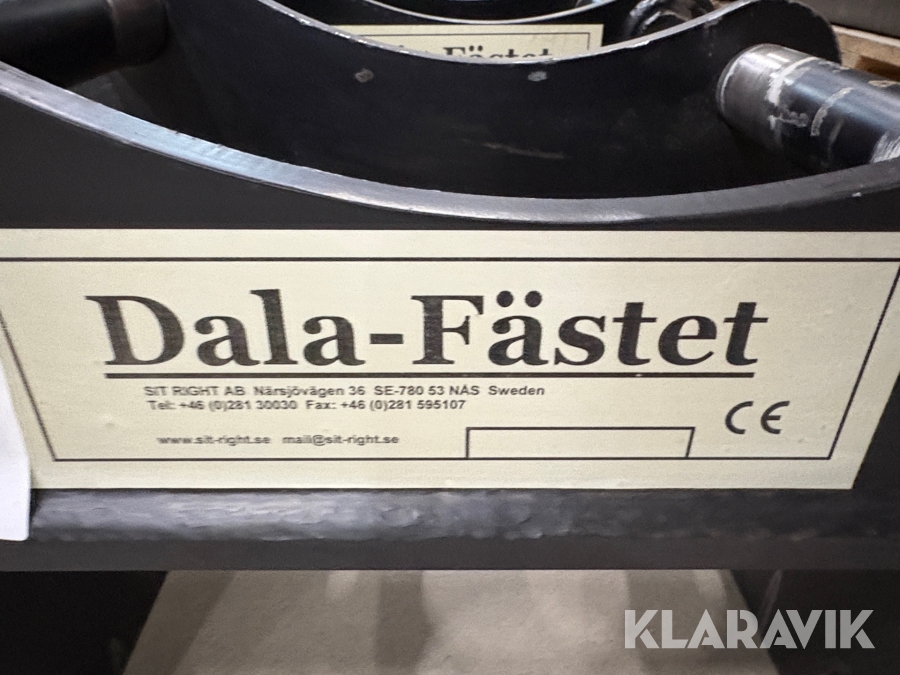 Fästet
Dala-Fästet
SIT RIGHT AB Närsjövägen 36 SE-780 53 NÅS Sweden
Tel: +46 (0)281 30030 Fax: +46 (0)281 595107
www.sit-right.se mail@sit-right.se
CE
KLARAVIK